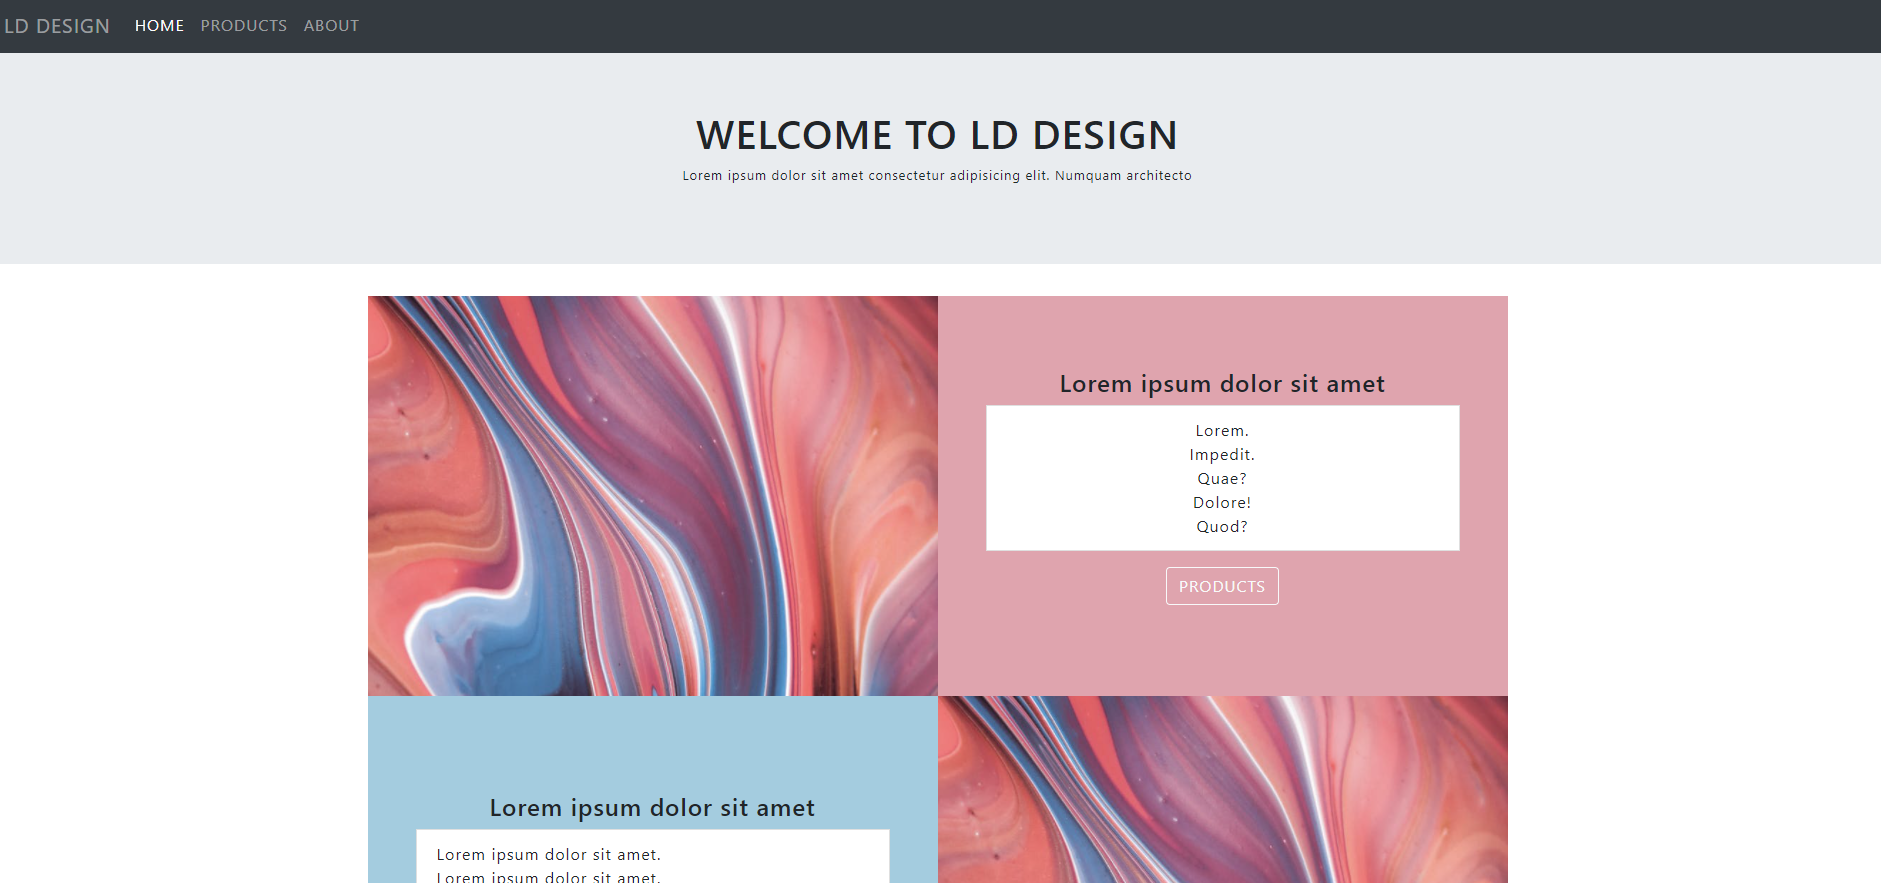 LD DESIGN HOME PRODUCTS ABOUT
WELCOME TO LD DESIGN
Lorem ipsum dolor sit amet consectetur adipisicing elit. Numquam architecto
Lorem ipsum dolor sit amet
Lorem.
Impedit.
Quae?
Dolore!
Quod?
PRODUCTS
Lorem ipsum dolor sit amet
Lorem ipsum dolor sit amet.
Lorem ipsum dolor sit amet.